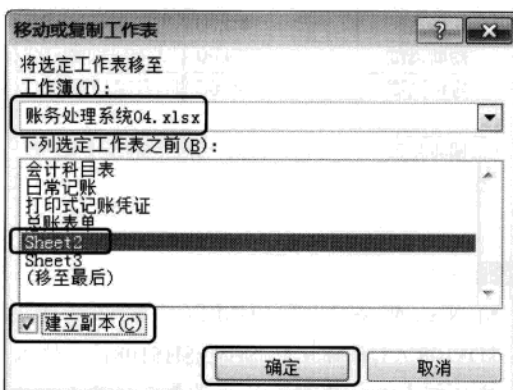 移动或复制工作表
将选定工作表移至
工作簿(T):
账务处理系统04.xlsx
下列选定工作表之前(B):
会计科目表
日常记账
打印式记账凭证
总账表单
Sheet2
Sheet3
(移至最后)
建立副本(C)
确定
取消